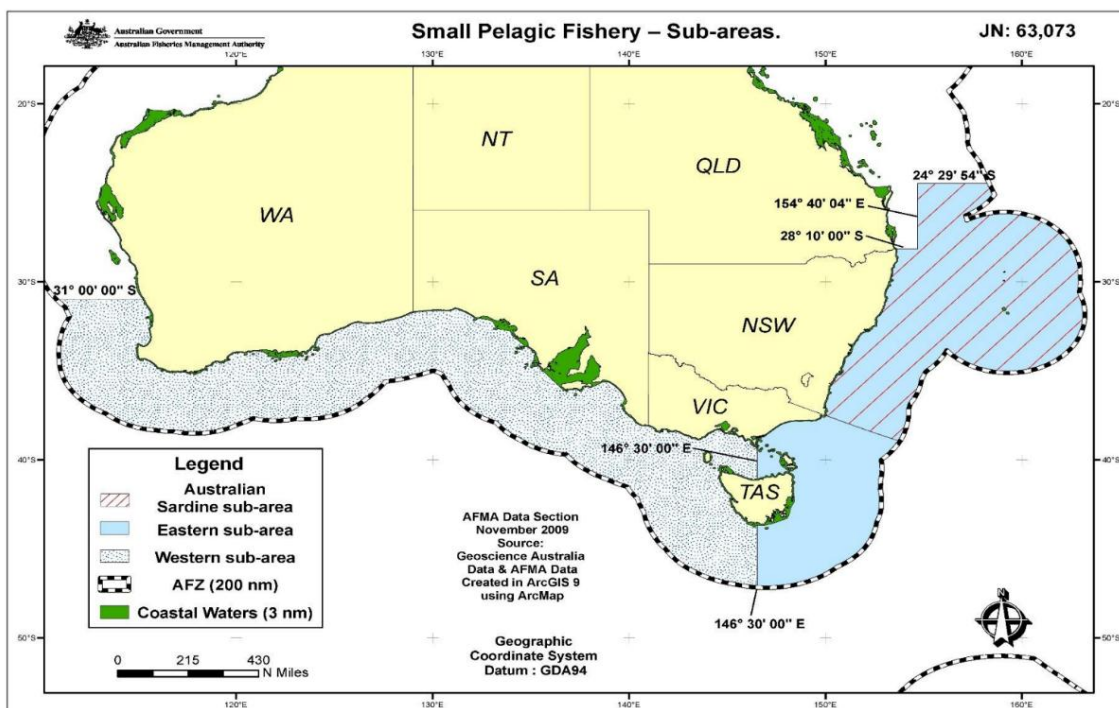 Australian Government
Australian Fisheries Management Authority
Small Pelagic Fishery – Sub-areas.
JN: 63,073
120°E
130°E
140°E
150°E
160°E
20°S
20°S
NT
QLD
WA
24° 29' 54" S
154° 40' 04" E
28° 10' 00" S
30°S
31° 00' 00" S
30°S
SA
NSW
VIC
146° 30' 00" E
40°S
40°S
TAS
Legend
Australian
Sardine sub-area
Eastern sub-area
Western sub-area
AFZ (200 nm)
Coastal Waters (3 nm)
AFMA Data Section
November 2009
Source:
Geoscience Australia
Data & AFMA Data
Created in ArcGIS 9
using ArcMap
146° 30' 00" E
N
50°S
50°S
0 215 430
N Miles
Geographic
Coordinate System
Datum : GDA94
120°E
130°E
140°E
150°E
160°E